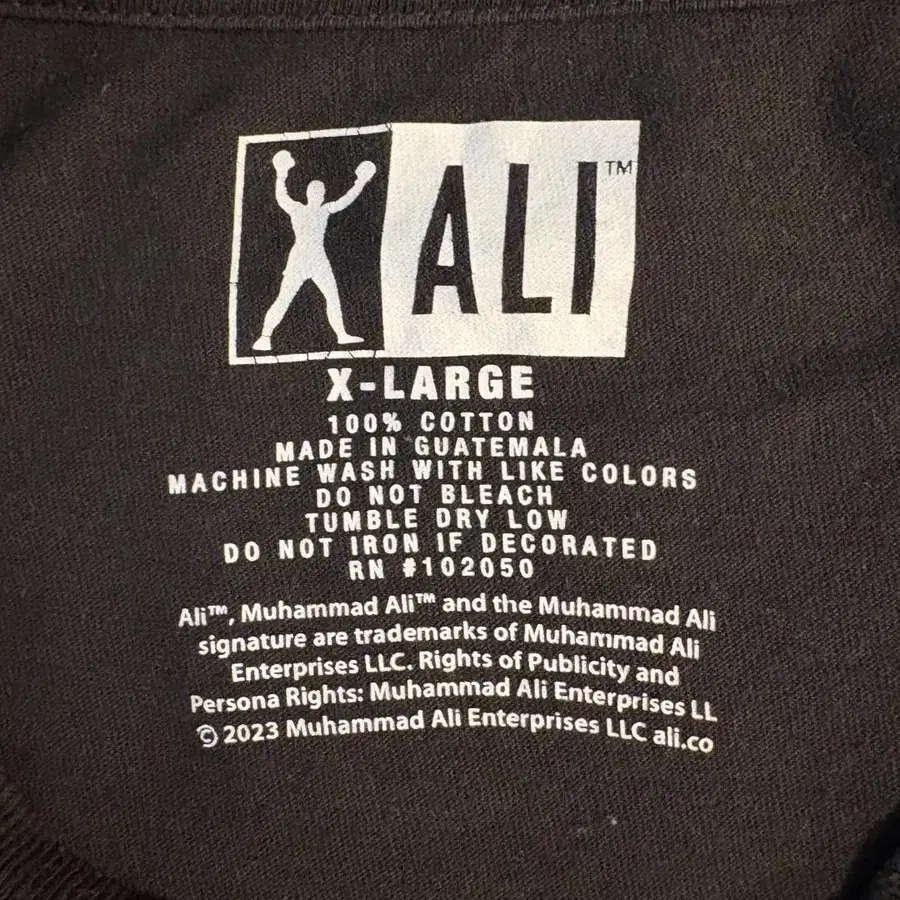 ALI™
X-LARGE
100% COTTON
MADE IN GUATEMALA
MACHINE WASH WITH LIKE COLORS
DO NOT BLEACH
TUMBLE DRY LOW
DO NOT IRON IF DECORATED
RN #102050
Ali™, Muhammad Ali™ and the Muhammad Ali
signature are trademarks of Muhammad Ali
Enterprises LLC. Rights of Publicity and
Persona Rights: Muhammad Ali Enterprises LL
© 2023 Muhammad Ali Enterprises LLC ali.co